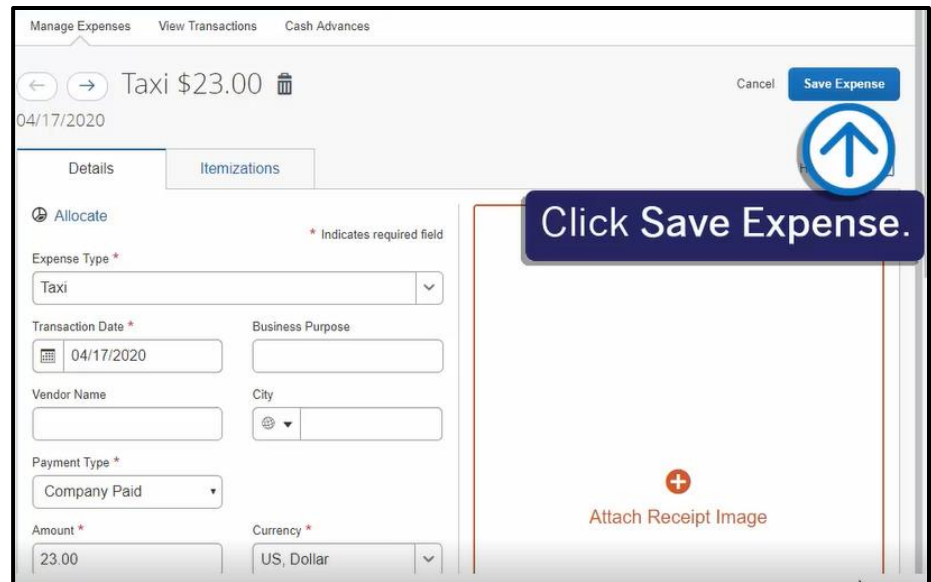 Manage Expenses View Transactions Cash Advances
Taxi $23.00
Cancel Save Expense
04/17/2020
Details Itemizations
Allocate
* Indicates required field
Click Save Expense.
Expense Type *
Taxi
Transaction Date * Business Purpose
04/17/2020
Vendor Name City
Payment Type *
Company Paid
Attach Receipt Image
Amount * Currency *
23.00 US, Dollar